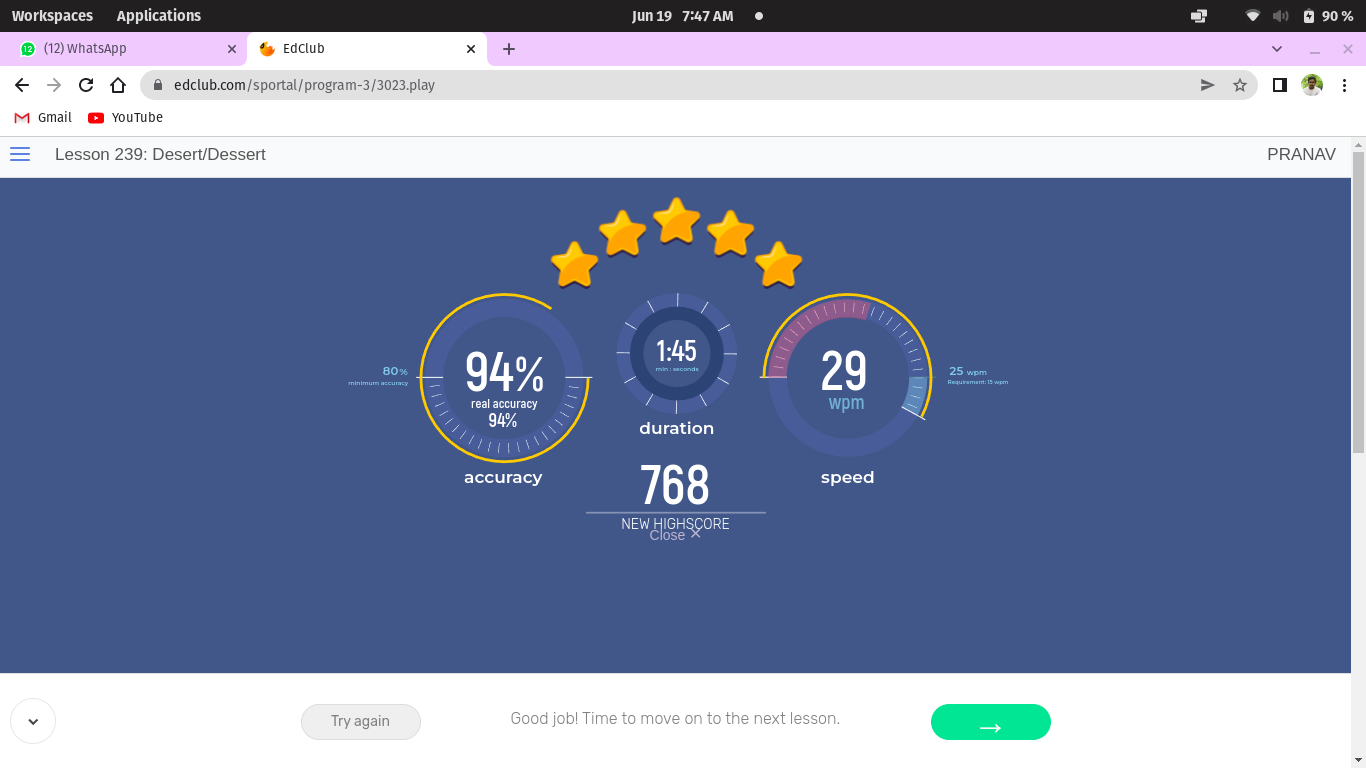 Workspaces Applications Jun 19 7:47 AM 90 %
12 (12) WhatsApp EdClub
edclub.com/sportal/program-3/3023.play
Gmail YouTube
Lesson 239: Desert/Dessert PRANAV
94%
real accuracy
94%
80%
minimum accuracy
accuracy
1:45
min : seconds
duration
768
NEW HIGHSCORE
Close ✕
29
wpm
25 wpm
Requirement: 15 wpm
speed
Try again Good job! Time to move on to the next lesson. →